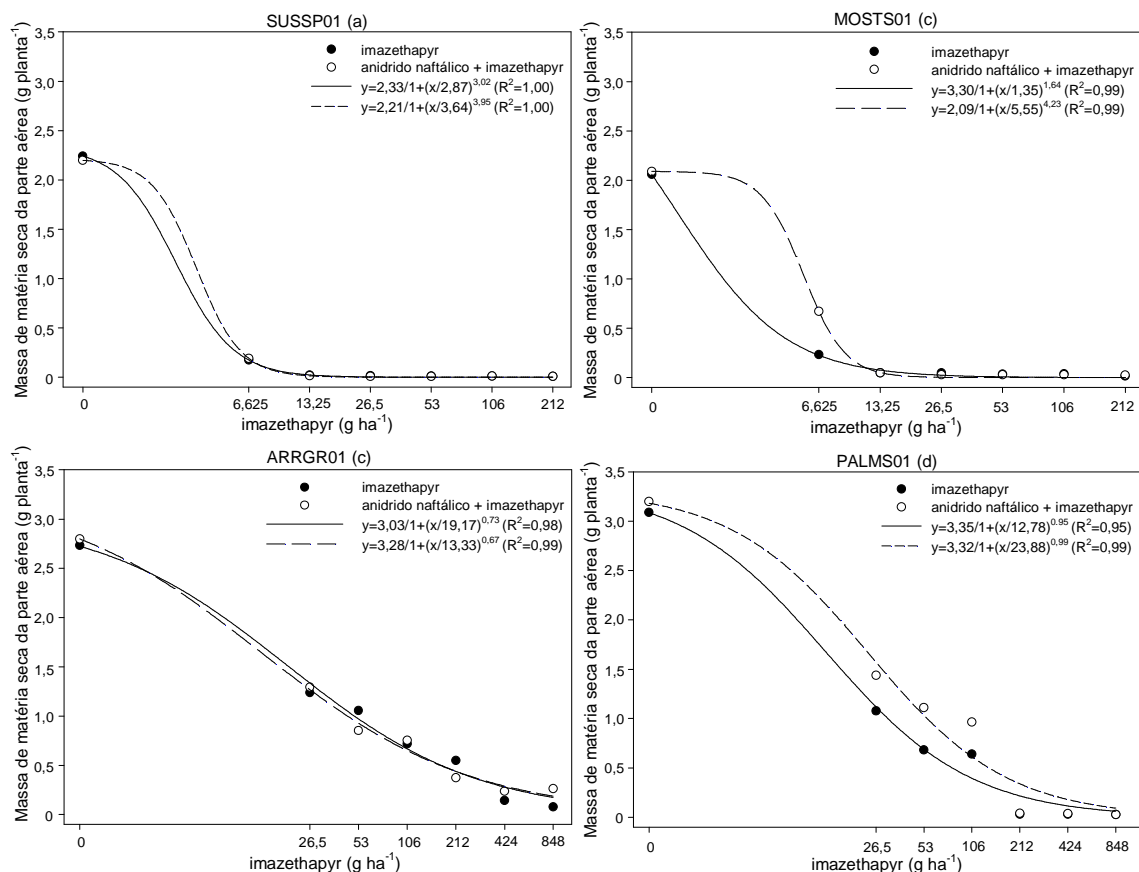 SUSSP01 (a)
imazethapyr
anidrido naftálico + imazethapyr
y=2,33/1+(x/2,87)^3,02 (R²=1,00)
y=2,21/1+(x/3,64)^3,95 (R²=1,00)
Massa de matéria seca da parte aérea (g planta⁻¹)
3,5
3,0
2,5
2,0
1,5
1,0
0,5
0
0 6,625 13,25 26,5 53 106 212
imazethapyr (g ha⁻¹)
MOSTS01 (c)
imazethapyr
anidrido naftálico + imazethapyr
y=3,30/1+(x/1,35)^1,64 (R²=0,99)
y=2,09/1+(x/5,55)^4,23 (R²=0,99)
Massa de matéria seca da parte aérea (g planta⁻¹)
3,5
3,0
2,5
2,0
1,5
1,0
0,5
0
0 6,625 13,25 26,5 53 106 212
imazethapyr (g ha⁻¹)
ARRGR01 (c)
imazethapyr
anidrido naftálico + imazethapyr
y=3,03/1+(x/19,17)^0,73 (R²=0,98)
y=3,28/1+(x/13,33)^0,67 (R²=0,99)
Massa de matéria seca da parte aérea (g planta⁻¹)
3,5
3,0
2,5
2,0
1,5
1,0
0,5
0
0 26,5 53 106 212 424 848
imazethapyr (g ha⁻¹)
PALMS01 (d)
imazethapyr
anidrido naftálico + imazethapyr
y=3,35/1+(x/12,78)^0.95 (R²=0,95)
y=3,32/1+(x/23,88)^0,99 (R²=0,99)
Massa de matéria seca da parte aérea (g planta⁻¹)
3,5
3,0
2,5
2,0
1,5
1,0
0,5
0
0 26,5 53 106 212 424 848
imazethapyr (g ha⁻¹)